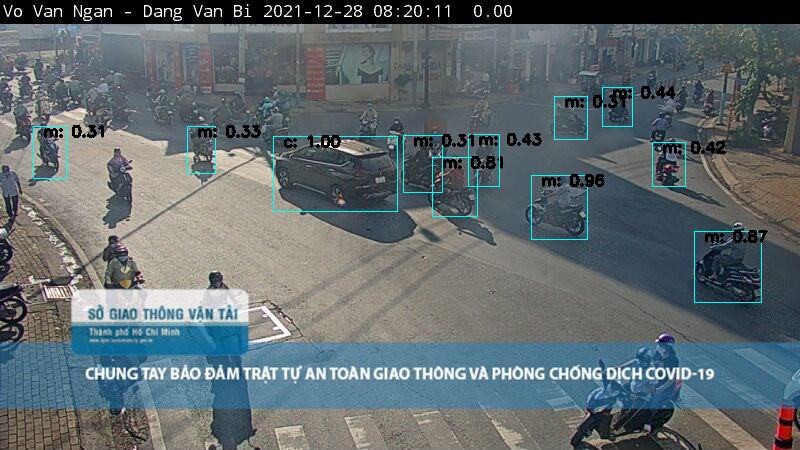 Vo Van Ngan - Dang Van Bi 2021-12-28 08:20:11 0.00
m: 0.31
m: 0.44
m: 0.31
m: 0.33
c: 1.00
m: 0.31
m: 0.43
m: 0.42
m: 0.81
m: 0.96
m: 0.87
SỞ GIAO THÔNG VẬN TẢI
Thành phố Hồ Chí Minh
CHUNG TAY BẢO ĐẢM TRẬT TỰ AN TOÀN GIAO THÔNG VÀ PHÒNG CHỐNG DỊCH COVID-19